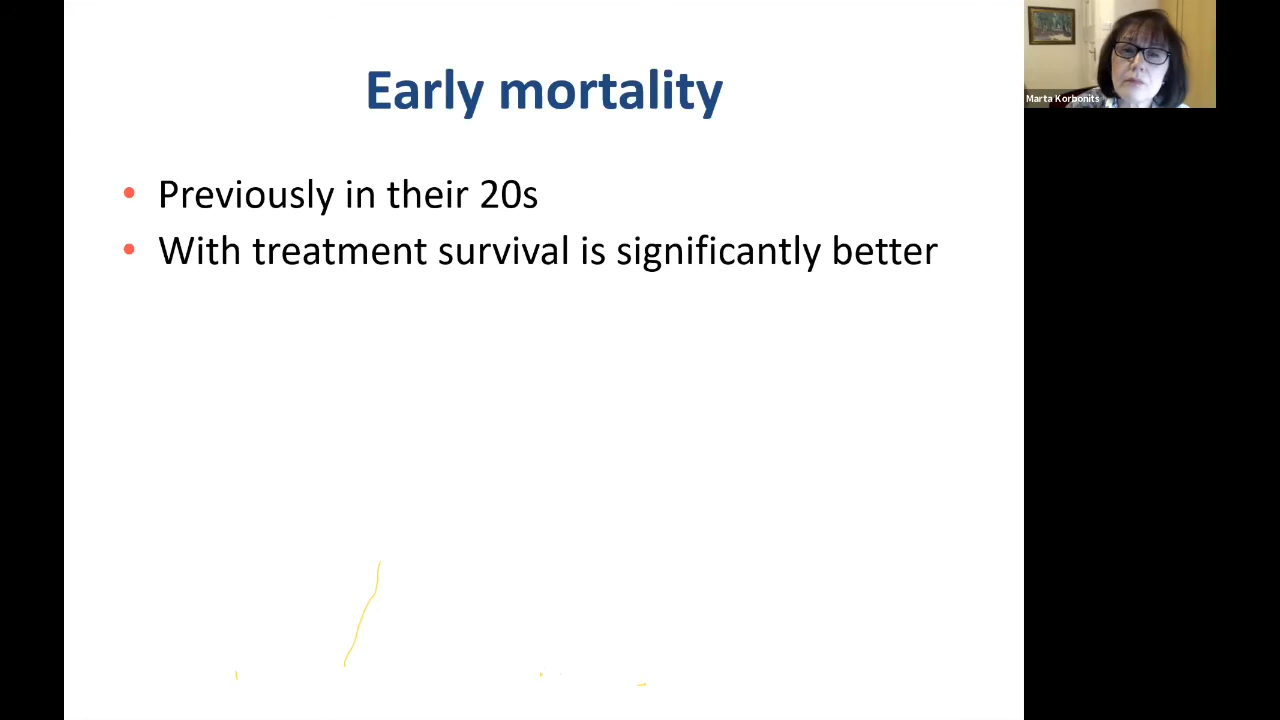 Early mortality
• Previously in their 20s
• With treatment survival is significantly better
Marta Korbonits